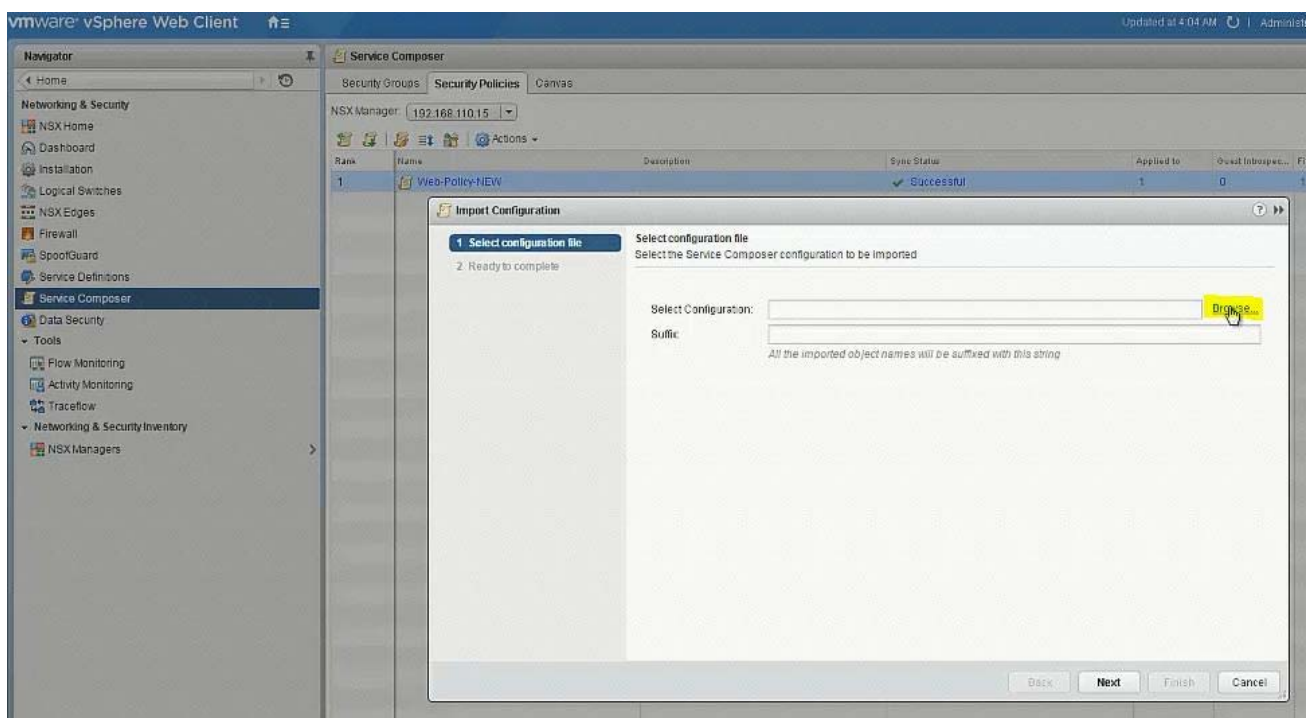 vmware® vSphere Web Client
Updated at 4:04 AM
Administ
Navigator
Home
Networking & Security
NSX Home
Dashboard
Installation
Logical Switches
NSX Edges
Firewall
SpoofGuard
Service Definitions
Service Composer
Data Security
Tools
Flow Monitoring
Activity Monitoring
Traceflow
Networking & Security Inventory
NSX Managers
Service Composer
Security Groups Security Policies Canvas
NSX Manager: 192.168.110.15
Actions
Rank Name Description Sync Status Applied to Guest Introspec... Fi
1 Web-Policy-NEW Successful 1 0 1
Import Configuration
1 Select configuration file
2 Ready to complete
Select configuration file
Select the Service Composer configuration to be imported
Select Configuration: Browse...
Suffix:
All the imported object names will be suffixed with this string
Back Next Finish Cancel